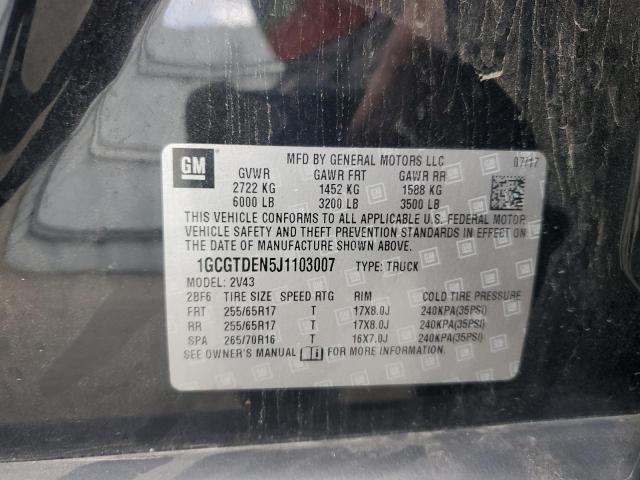 GM
MFD BY GENERAL MOTORS LLC 07/17
GVWR GAWR FRT GAWR RR
2722 KG 1452 KG 1588 KG
6000 LB 3200 LB 3500 LB
THIS VEHICLE CONFORMS TO ALL APPLICABLE U.S. FEDERAL MOTOR
VEHICLE SAFETY AND THEFT PREVENTION STANDARDS IN EFFECT ON THE
DATE OF MANUFACTURE SHOWN ABOVE.
1GCGTDEN5J1103007 TYPE: TRUCK
MODEL: 2V43
2BF6 TIRE SIZE SPEED RTG RIM COLD TIRE PRESSURE
FRT 255/65R17 T 17X8.0J 240KPA(35PSI)
RR 255/65R17 T 17X8.0J 240KPA(35PSI)
SPA 265/70R16 T 16X7.0J 240KPA(35PSI)
SEE OWNER'S MANUAL FOR MORE INFORMATION.